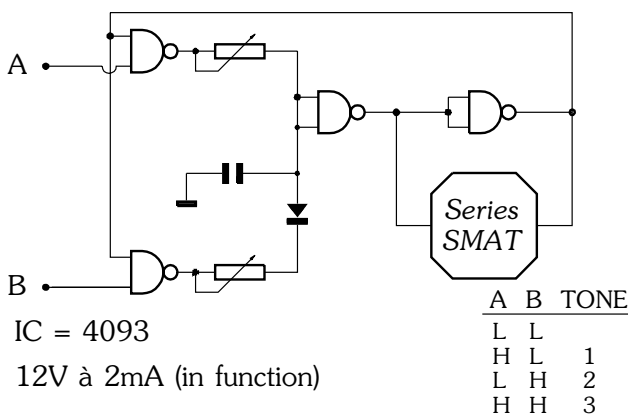 A
B
Series
SMAT
IC = 4093
12V à 2mA (in function)
A B TONE
L L
H L 1
L H 2
H H 3